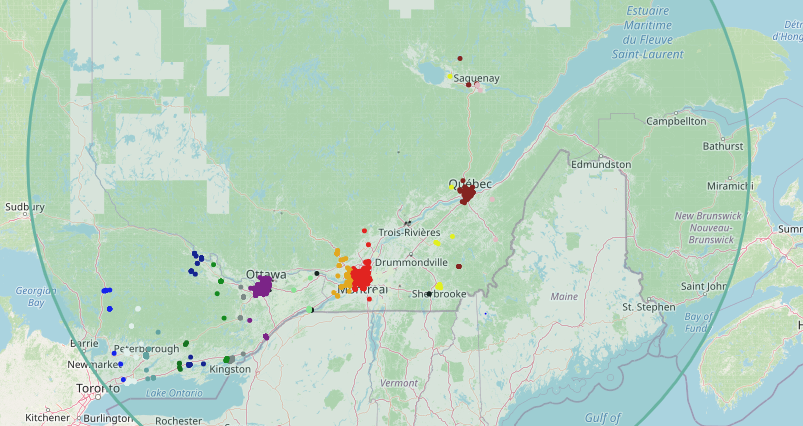 Estuaire
Maritime
du Fleuve
Saint-Laurent
Saguenay
Campbellton
Bathurst
Edmundston
Québec
Miramichi
Sudbury
New Brunswick
Nouveau-
Brunswick
Trois-Rivières
Drummondville
Ottawa
Montréal
Sherbrooke
Saint John
Georgian
Bay
Maine
St. Stephen
Bay of
Fundy
Barrie
Peterborough
Newmarket
Kingston
Toronto
Lake Ontario
Vermont
Kitchener
Burlington
Rochester
Gulf of